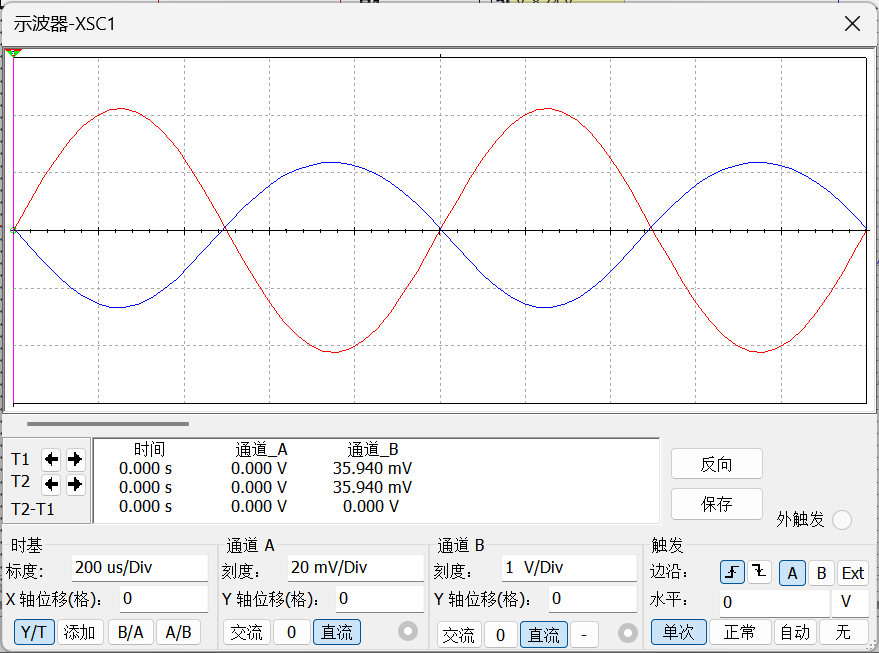 示波器-XSC1
时间 通道_A 通道_B
T1 0.000 s 0.000 V 35.940 mV
T2 0.000 s 0.000 V 35.940 mV
T2-T1 0.000 s 0.000 V 0.000 V
反向
保存
外触发
时基 通道 A 通道 B 触发
标度: 200 us/Div 刻度: 20 mV/Div 刻度: 1 V/Div 边沿: A B Ext
X 轴位移(格): 0 Y 轴位移(格): 0 Y 轴位移(格): 0 水平: 0 V
Y/T 添加 B/A A/B 交流 0 直流 交流 0 直流 - 单次 正常 自动 无